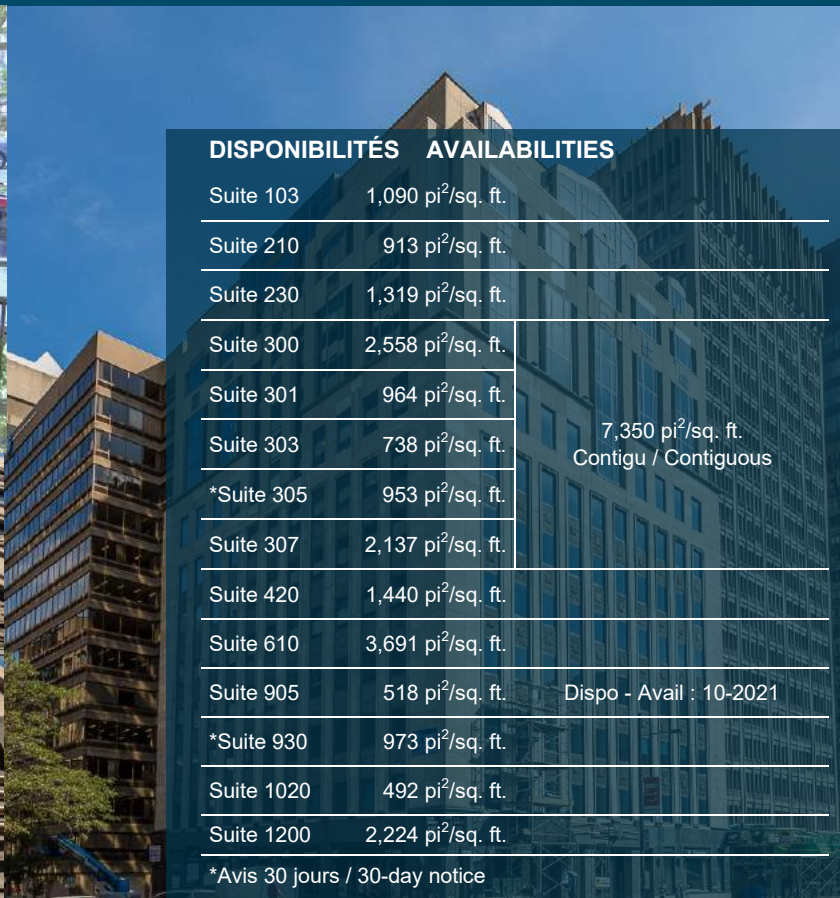 DISPONIBILITÉS AVAILABILITIES
Suite 103 1,090 pi²/sq. ft.
Suite 210 913 pi²/sq. ft.
Suite 230 1,319 pi²/sq. ft.
Suite 300 2,558 pi²/sq. ft.
Suite 301 964 pi²/sq. ft.
Suite 303 738 pi²/sq. ft.
7,350 pi²/sq. ft.
Contigu / Contiguous
*Suite 305 953 pi²/sq. ft.
Suite 307 2,137 pi²/sq. ft.
Suite 420 1,440 pi²/sq. ft.
Suite 610 3,691 pi²/sq. ft.
Suite 905 518 pi²/sq. ft. Dispo - Avail : 10-2021
*Suite 930 973 pi²/sq. ft.
Suite 1020 492 pi²/sq. ft.
Suite 1200 2,224 pi²/sq. ft.
*Avis 30 jours / 30-day notice